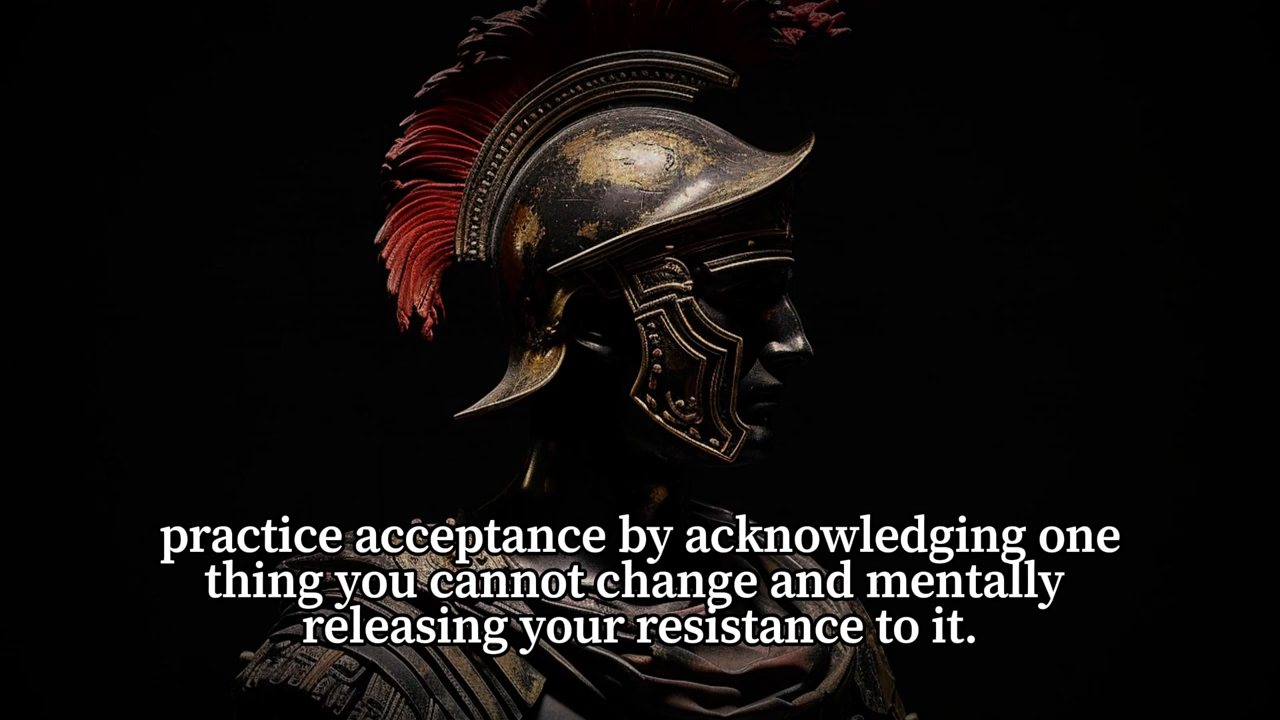 practice acceptance by acknowledging one
thing you cannot change and mentally
releasing your resistance to it.